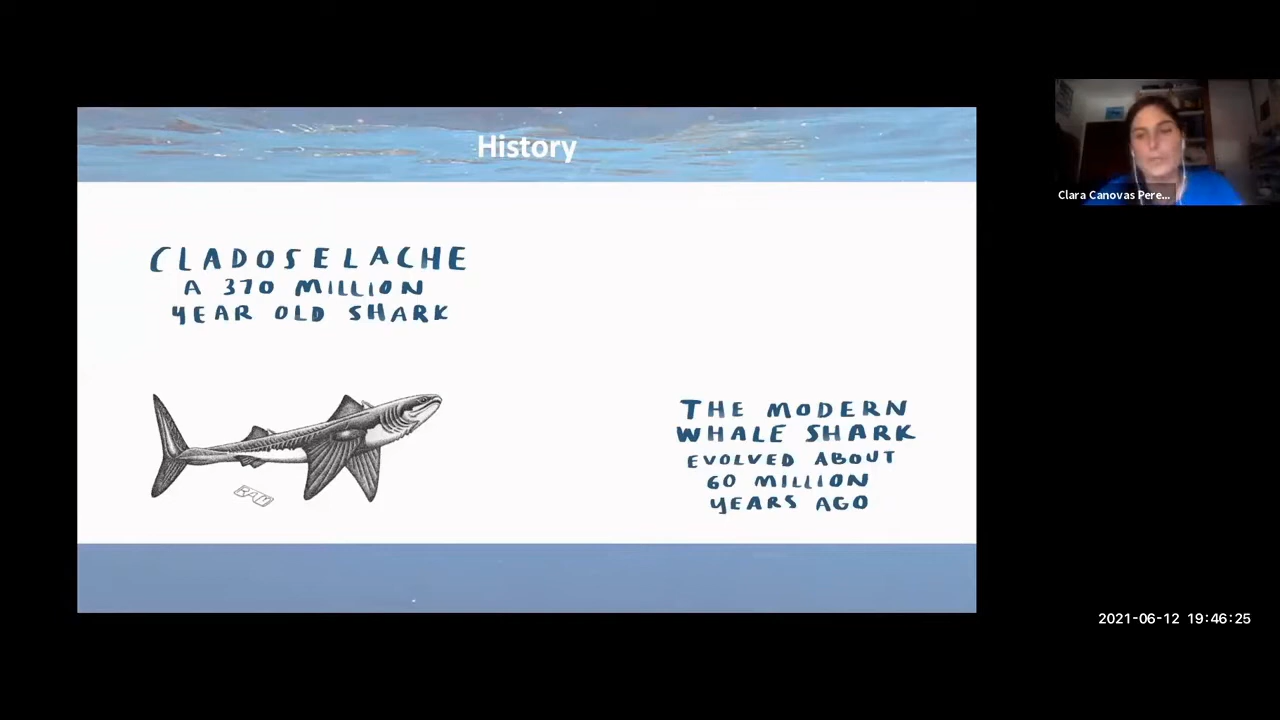 History
CLADOSELACHE
A 370 MILLION
YEAR OLD SHARK
THE MODERN
WHALE SHARK
EVOLVED ABOUT
60 MILLION
YEARS AGO
Clara Canovas Pere...
2021-06-12 19:46:25